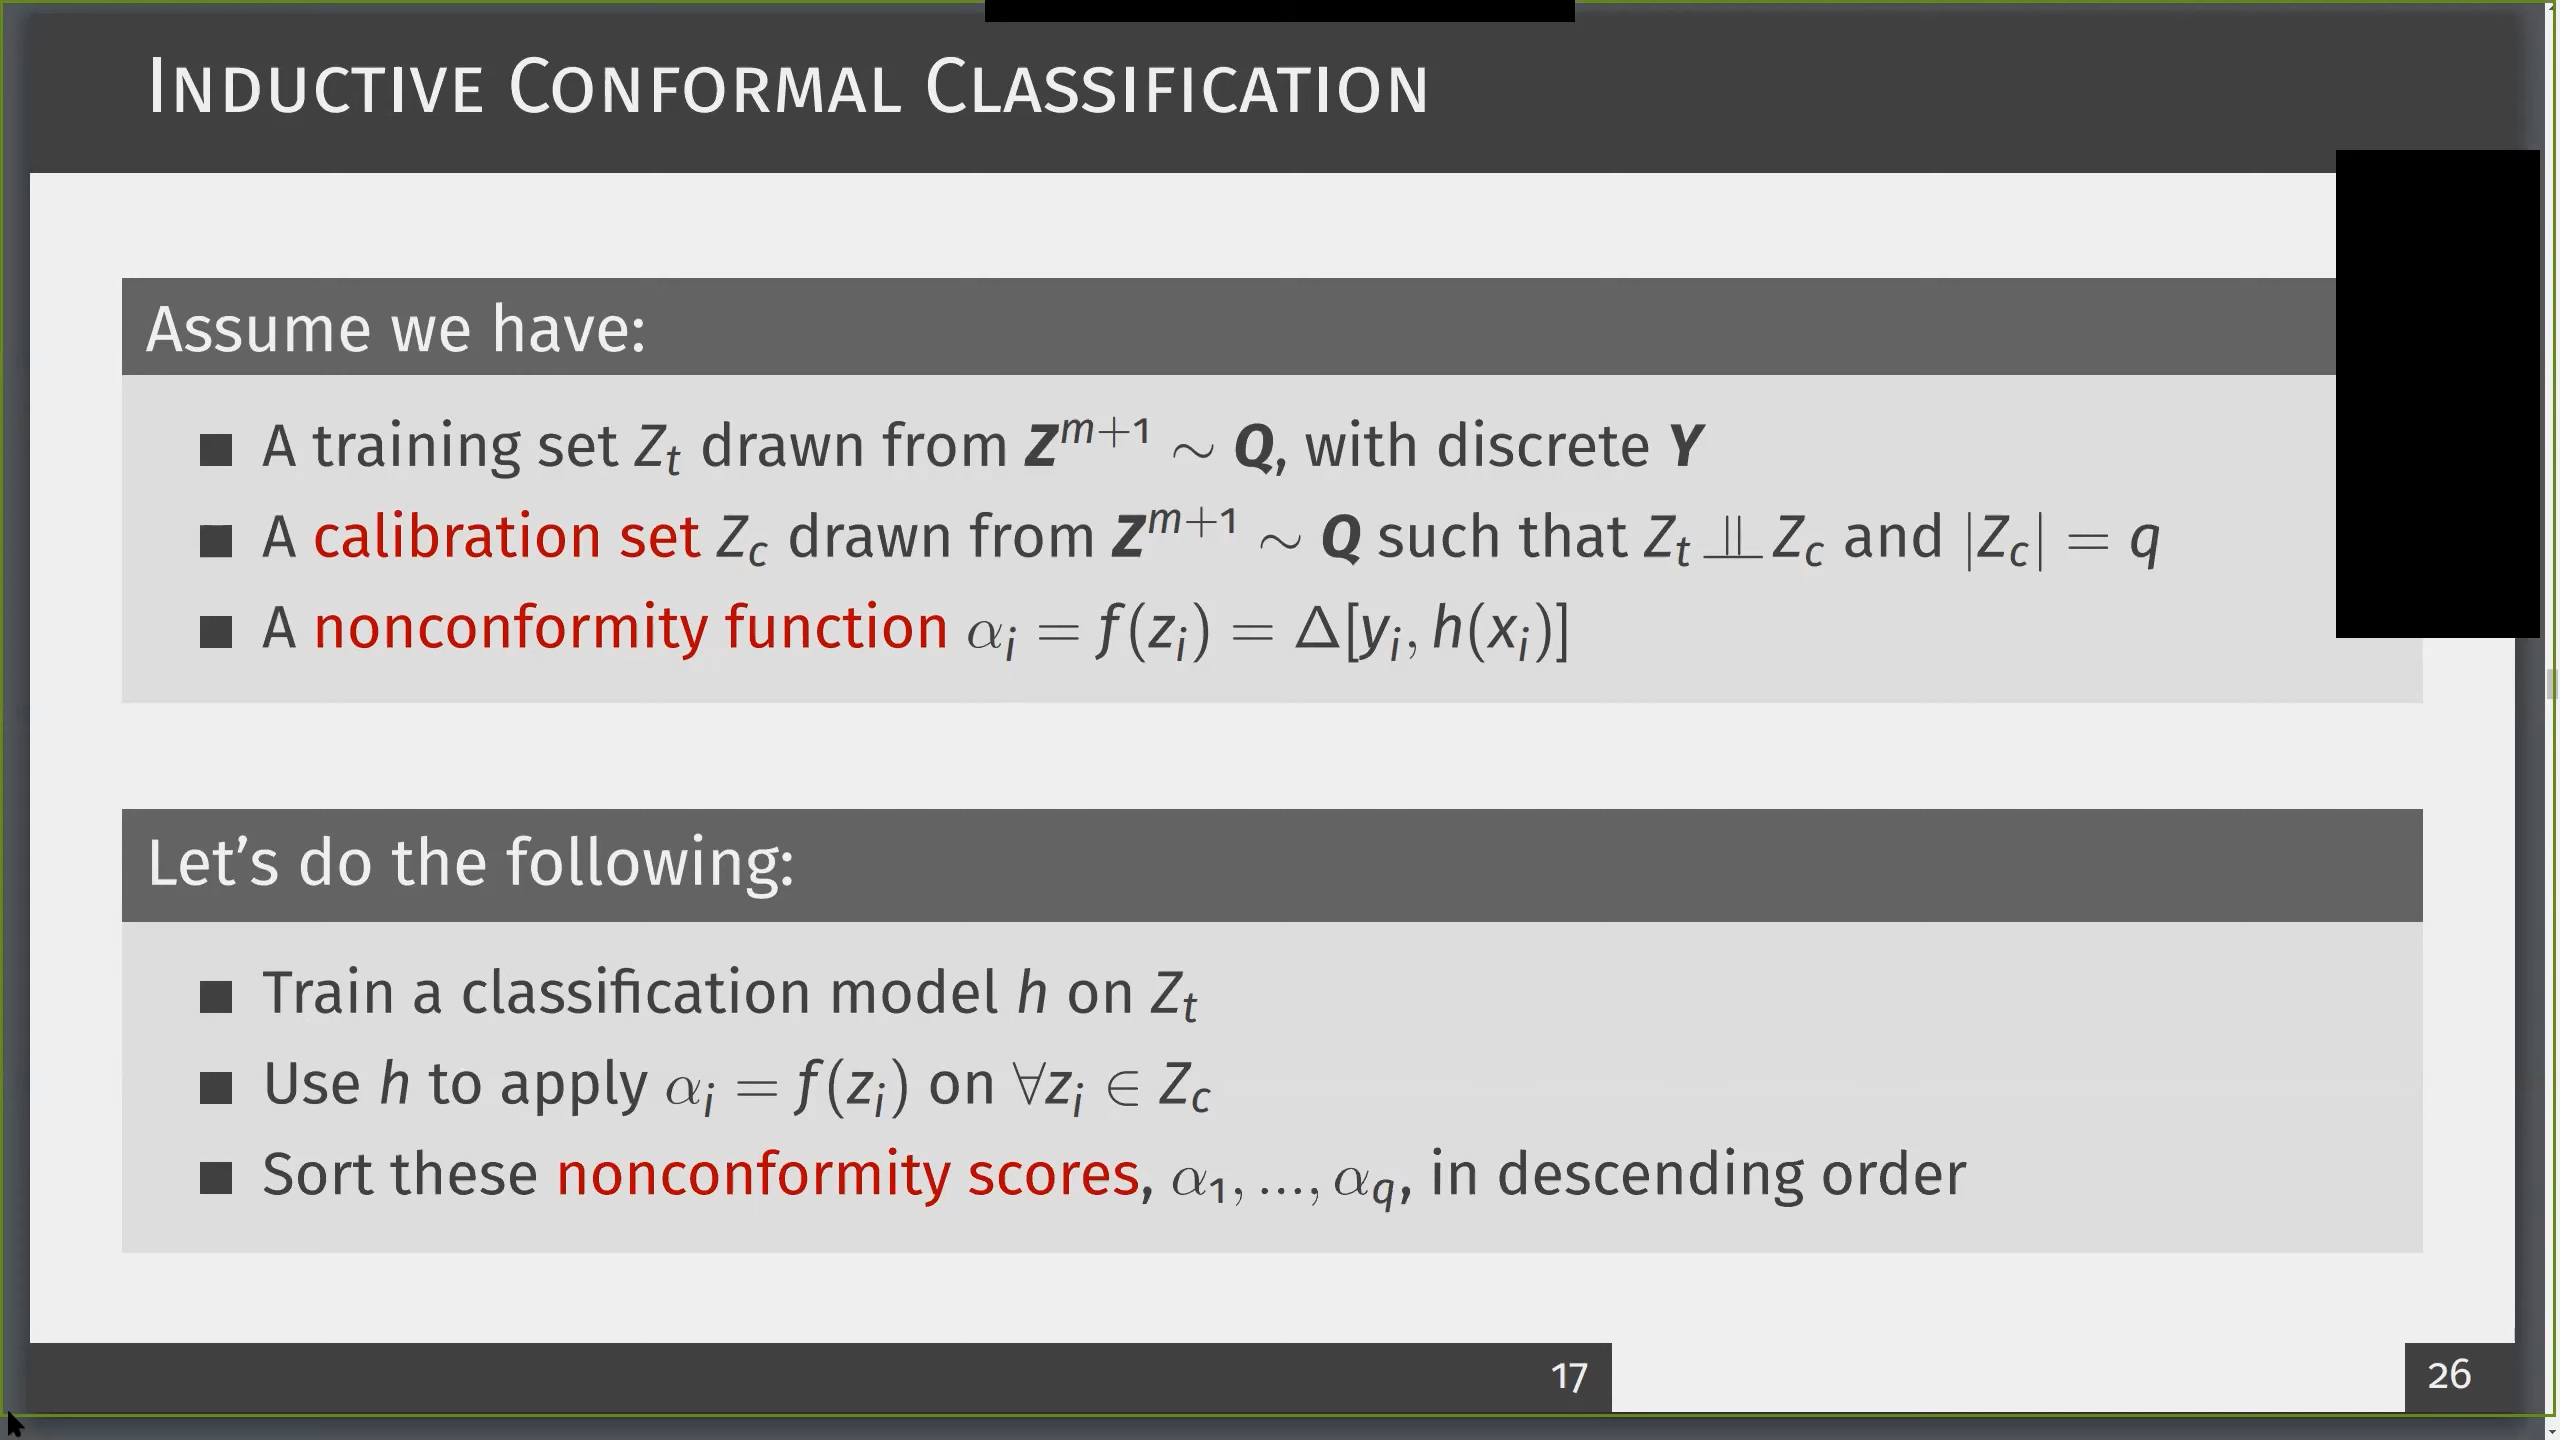 INDUCTIVE CONFORMAL CLASSIFICATION
Assume we have:
■ A training set Z_t drawn from Z^{m+1} ∼ Q, with discrete Y
■ A calibration set Z_c drawn from Z^{m+1} ∼ Q such that Z_t ⫫ Z_c and |Z_c| = q
■ A nonconformity function α_i = f(z_i) = Δ[y_i, h(x_i)]
Let's do the following:
■ Train a classification model h on Z_t
■ Use h to apply α_i = f(z_i) on ∀z_i ∈ Z_c
■ Sort these nonconformity scores, α_1, ..., α_q, in descending order
17
26